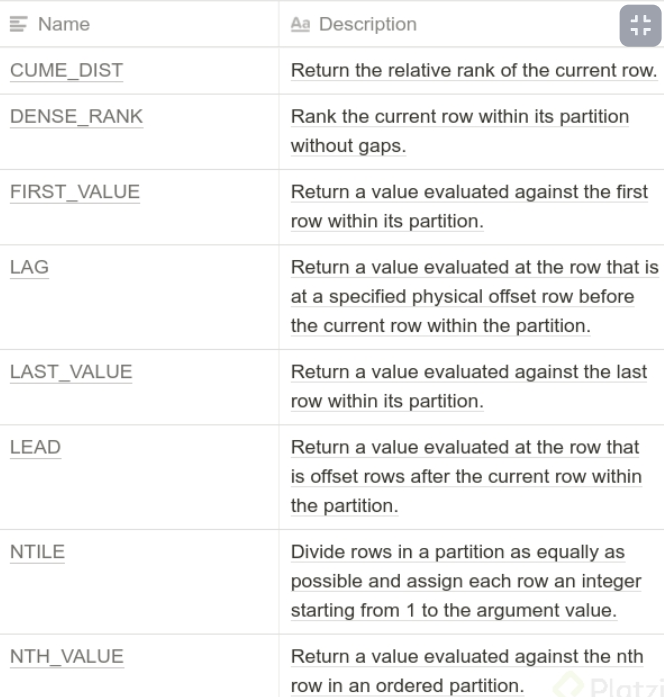 Name
Aa Description
CUME_DIST
Return the relative rank of the current row.
DENSE_RANK
Rank the current row within its partition
without gaps.
FIRST_VALUE
Return a value evaluated against the first
row within its partition.
LAG
Return a value evaluated at the row that is
at a specified physical offset row before
the current row within the partition.
LAST_VALUE
Return a value evaluated against the last
row within its partition.
LEAD
Return a value evaluated at the row that
is offset rows after the current row within
the partition.
NTILE
Divide rows in a partition as equally as
possible and assign each row an integer
starting from 1 to the argument value.
NTH_VALUE
Return a value evaluated against the nth
row in an ordered partition.
Platzi